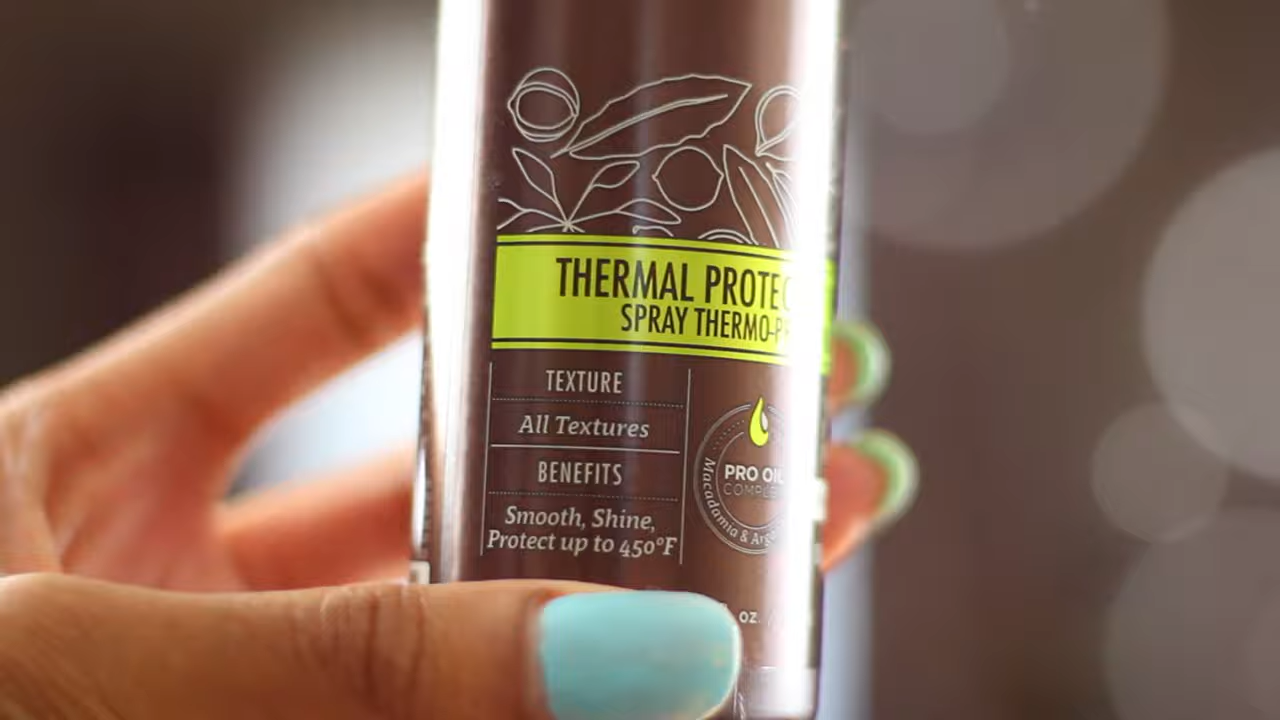 THERMAL PROTEC
SPRAY THERMO-P
TEXTURE
All Textures
BENEFITS
Smooth, Shine,
Protect up to 450°F
PRO OIL
COMPLE
Macadamia & Arga
oz.